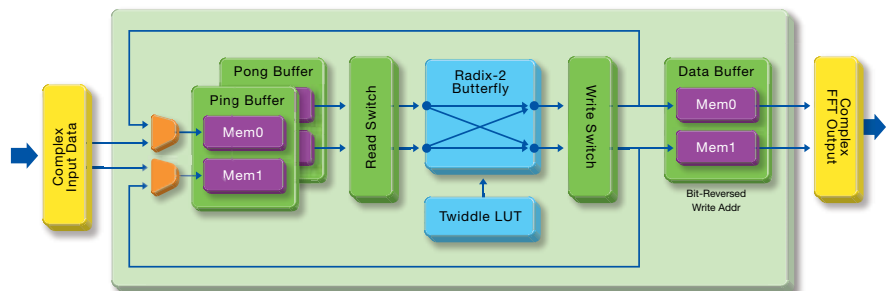 Complex
Input Data
Pong Buffer
Ping Buffer
Mem0
Mem1
Read Switch
Radix-2
Butterfly
Twiddle LUT
Write Switch
Data Buffer
Mem0
Mem1
Bit-Reversed
Write Addr
Complex
FFT Output